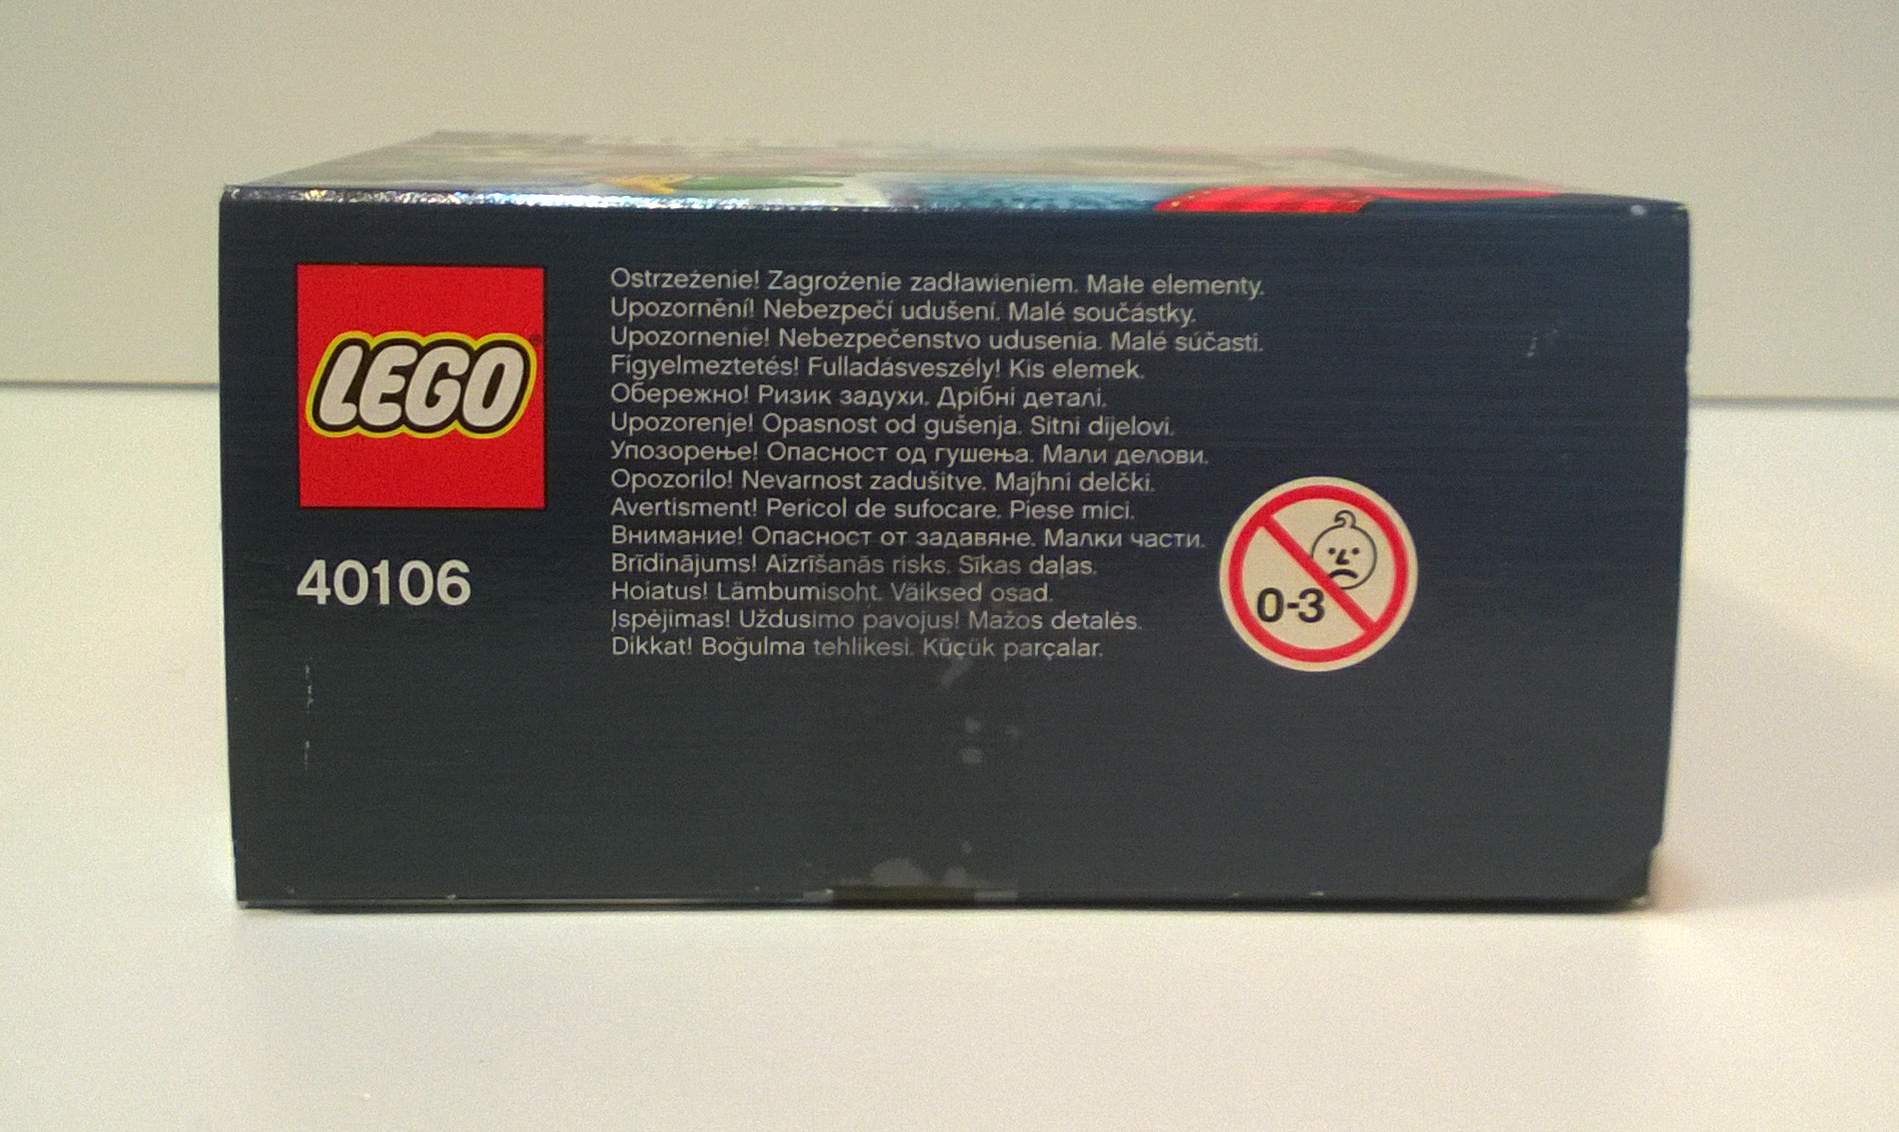 LEGO®
40106
Ostrzeżenie! Zagrożenie zadławieniem. Małe elementy.
Upozornění! Nebezpečí udušení. Malé součástky.
Upozornenie! Nebezpečenstvo udusenia. Malé súčasti.
Figyelmeztetés! Fulladásveszély! Kis elemek.
Обережно! Ризик задухи. Дрібні деталі.
Upozorenje! Opasnost od gušenja. Sitni dijelovi.
Упозорење! Опасност од гушења. Мали делови.
Opozorilo! Nevarnost zadušitve. Majhni delčki.
Avertisment! Pericol de sufocare. Piese mici.
Внимание! Опасност от задавяне. Малки части.
Brīdinājums! Aizrīšanās risks. Sīkas daļas.
Hoiatus! Lämbumisoht. Väiksed osad.
Įspėjimas! Uždusimo pavojus! Mažos detalės.
Dikkat! Boğulma tehlikesi. Küçük parçalar.
0-3